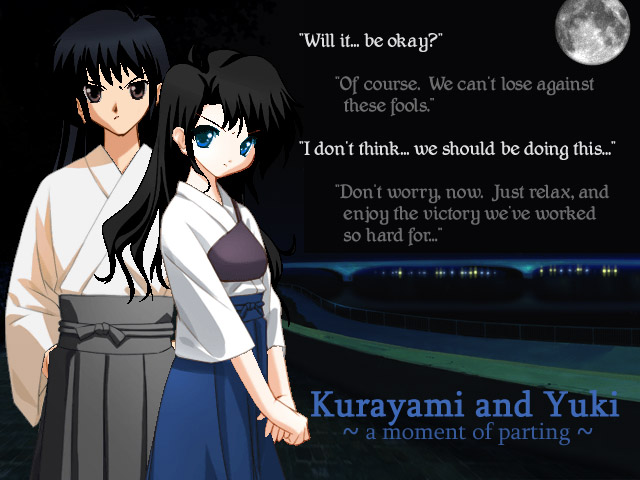 "Will it... be okay?"
"Of course. We can't lose against
these fools."
"I don't think... we should be doing this..."
"Don't worry, now. Just relax, and
enjoy the victory we've worked
so hard for..."
Kurayami and Yuki
~ a moment of parting ~